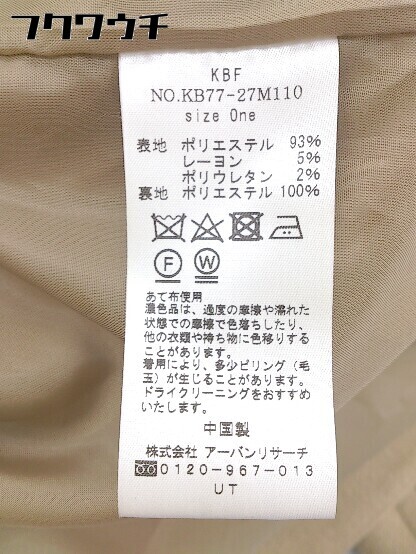 フクワウチ
KBF
NO.KB77-27M110
size One
表地 ポリエステル 93%
レーヨン 5%
ポリウレタン 2%
裏地 ポリエステル 100%
F W
あて布使用
濃色品は、過度の摩擦や濡れた
状態での摩擦で色落ちしたり、
他の衣類や持ち物に色移りする
ことがあります。
着用により、多少ピリング(毛
玉)が生じることがあります。
ドライクリーニングをおすすめ
いたします。
中国製
株式会社 アーバンリサーチ
0120-967-013
UT